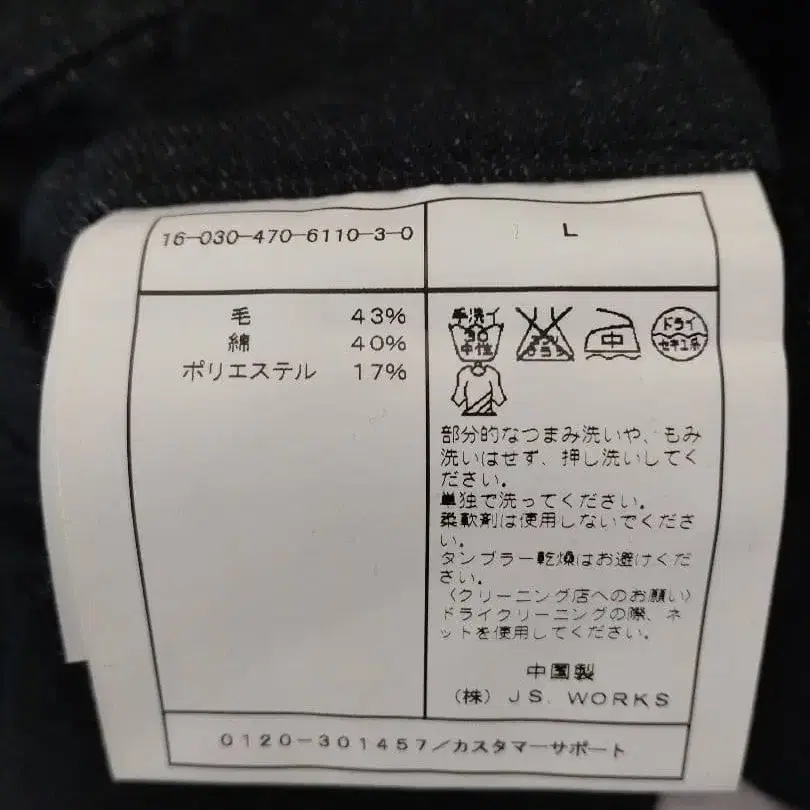 16-030-470-6110-3-0
L
毛 43%
綿 40%
ポリエステル 17%
手洗イ
30
中性
エンソ
サラシ
中
ドライ
セキユ系
部分的なつまみ洗いや、もみ
洗いはせず、押し洗いしてく
ださい。
単独で洗ってください。
柔軟剤は使用しないでくださ
い。
タンブラー乾燥はお避けくだ
さい。
〈クリーニング店へのお願い〉
ドライクリーニングの際、ネ
ットを使用してください。
中国製
(株) JS. WORKS
0120-301457/カスタマーサポート